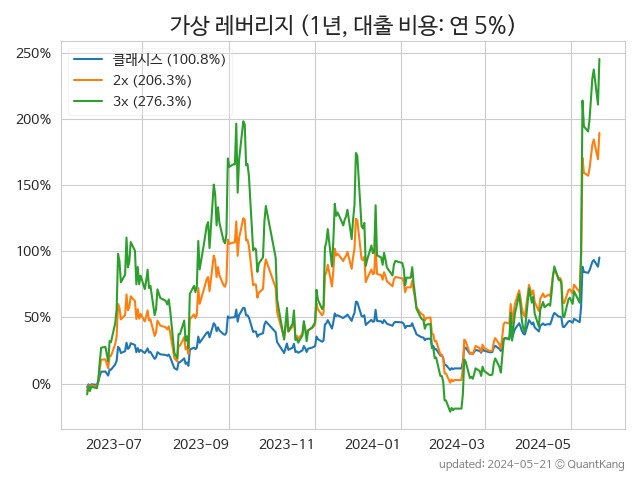 가상 레버리지 (1년, 대출 비용: 연 5%)
클래시스 (100.8%)
2x (206.3%)
3x (276.3%)
250%
200%
150%
100%
50%
0%
2023-07 2023-09 2023-11 2024-01 2024-03 2024-05
updated: 2024-05-21 © QuantKang